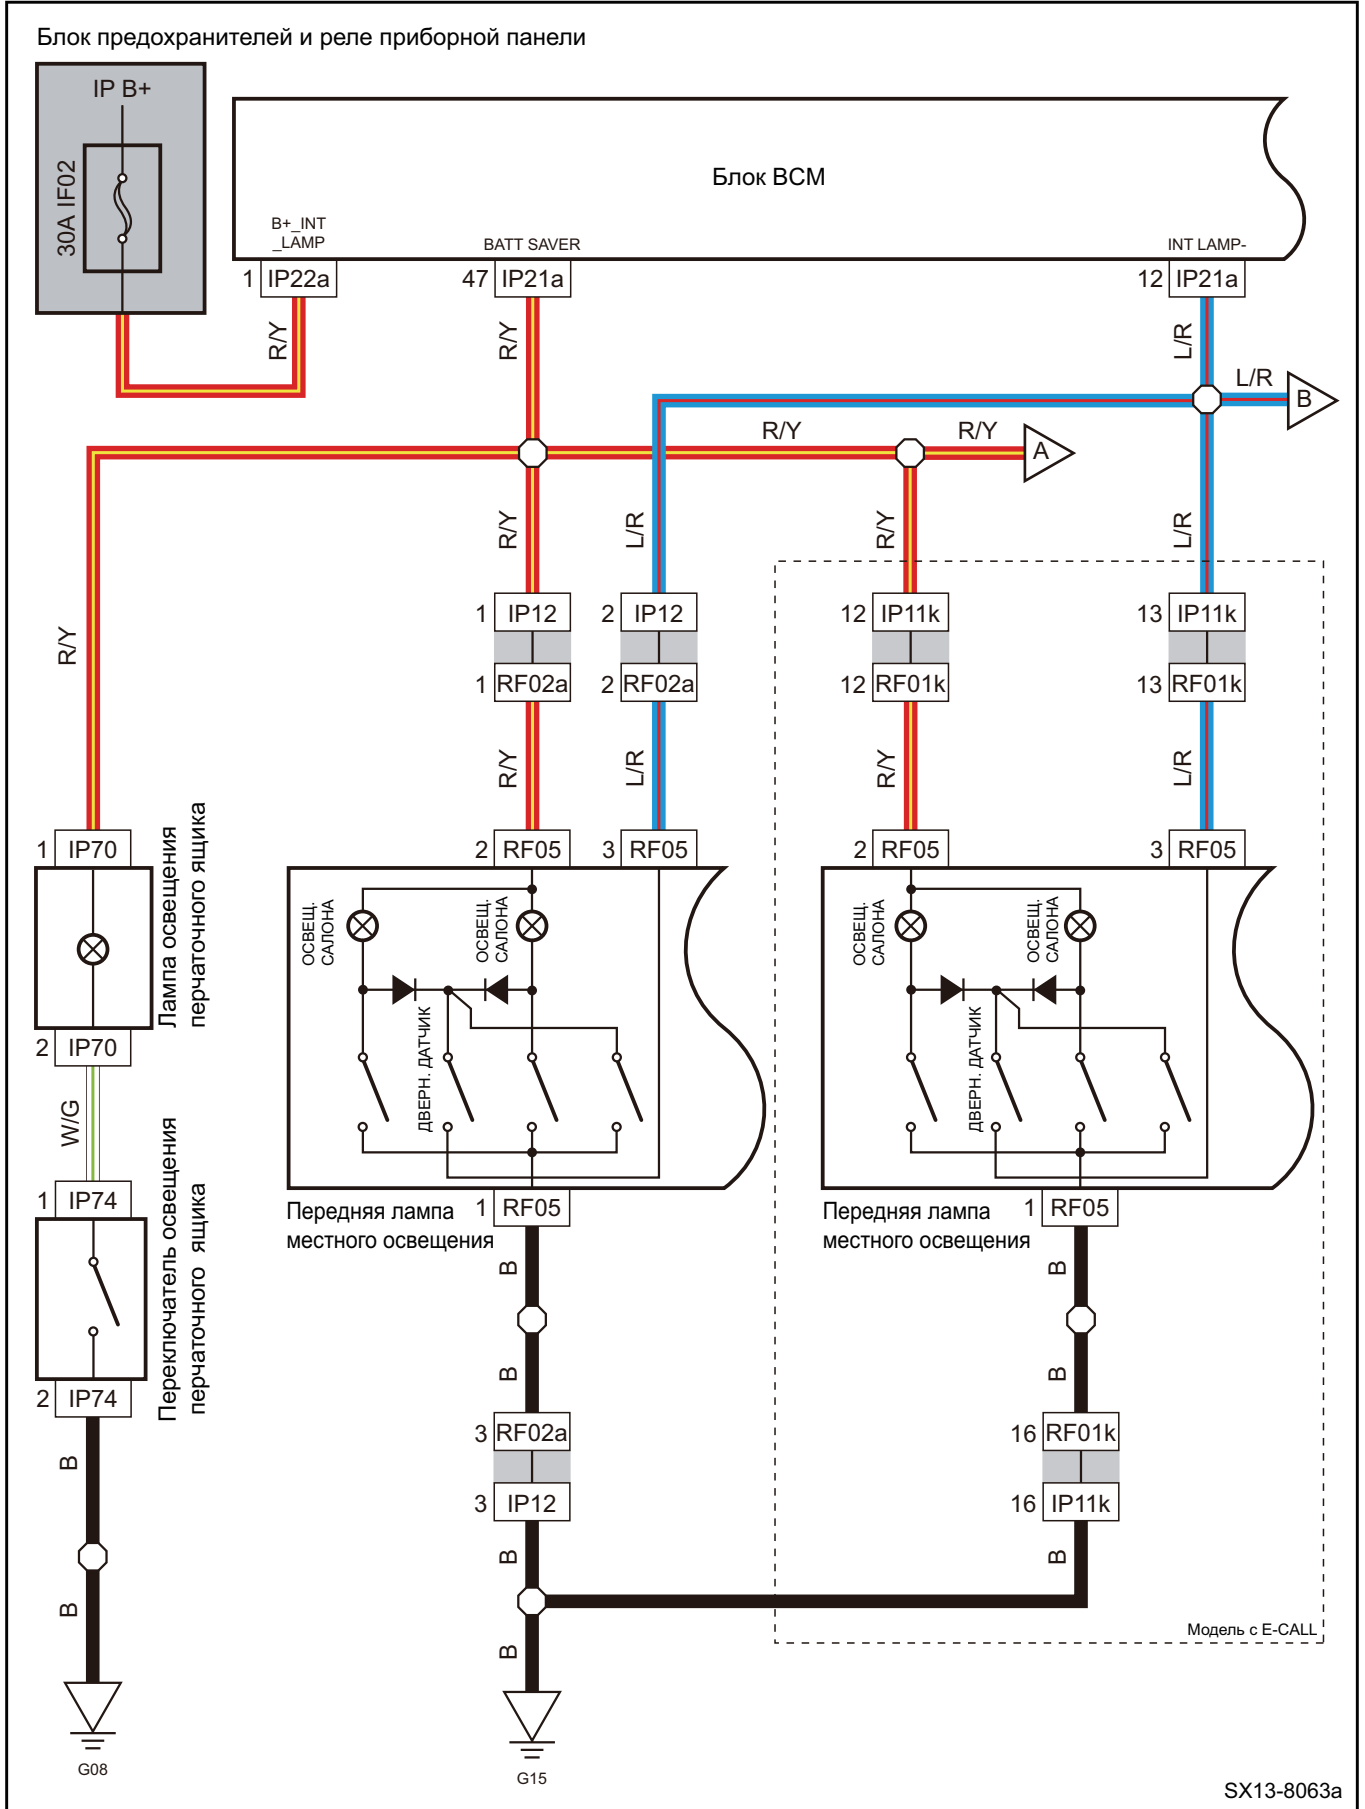 Блок предохранителей и реле приборной панели
IP B+
30A IF02
Блок BCM
B+_INT
_LAMP
BATT SAVER
INT LAMP-
1 IP22a
47 IP21a
12 IP21a
R/Y
R/Y
L/R
L/R
B
R/Y
R/Y
A
R/Y
L/R
R/Y
L/R
1 IP12
2 IP12
12 IP11k
13 IP11k
R/Y
1 RF02a
2 RF02a
12 RF01k
13 RF01k
R/Y
L/R
R/Y
L/R
1 IP70
2 RF05
3 RF05
2 RF05
3 RF05
Лампа освещения
перчаточного ящика
ОСВЕЩ.
САЛОНА
ОСВЕЩ.
САЛОНА
ОСВЕЩ.
САЛОНА
ОСВЕЩ.
САЛОНА
2 IP70
ДВЕРН. ДАТЧИК
ДВЕРН. ДАТЧИК
W/G
1 IP74
Переключатель освещения
перчаточного ящика
Передняя лампа
местного освещения
1 RF05
Передняя лампа
местного освещения
1 RF05
B
B
2 IP74
B
B
B
3 RF02a
16 RF01k
3 IP12
16 IP11k
B
B
B
B
Модель с E-CALL
G08
G15
SX13-8063a